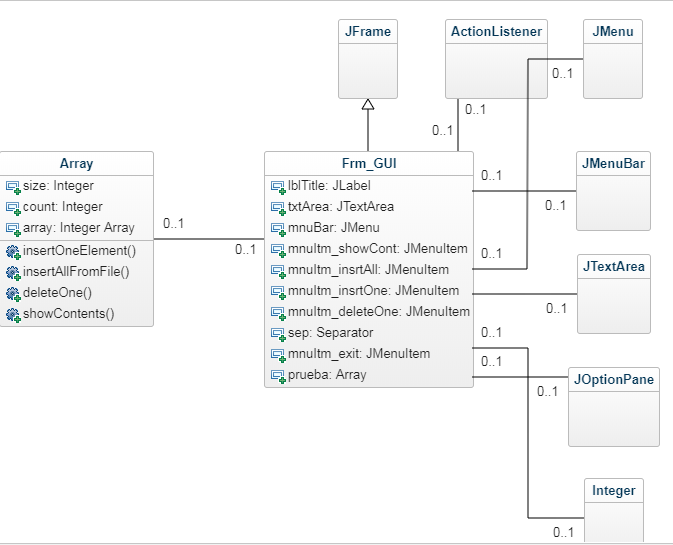 JFrame
ActionListener
JMenu
0..1
0..1
0..1
Array
size: Integer
count: Integer
array: Integer Array
insertOneElement()
insertAllFromFile()
deleteOne()
showContents()
0..1
0..1
Frm_GUI
lblTitle: JLabel
txtArea: JTextArea
mnuBar: JMenu
mnuItm_showCont: JMenuItem
mnuItm_insrtAll: JMenuItem
mnuItm_insrtOne: JMenuItem
mnuItm_deleteOne: JMenuItem
sep: Separator
mnuItm_exit: JMenuItem
prueba: Array
0..1
JMenuBar
0..1
0..1
JTextArea
0..1
0..1
0..1
JOptionPane
0..1
Integer
0..1